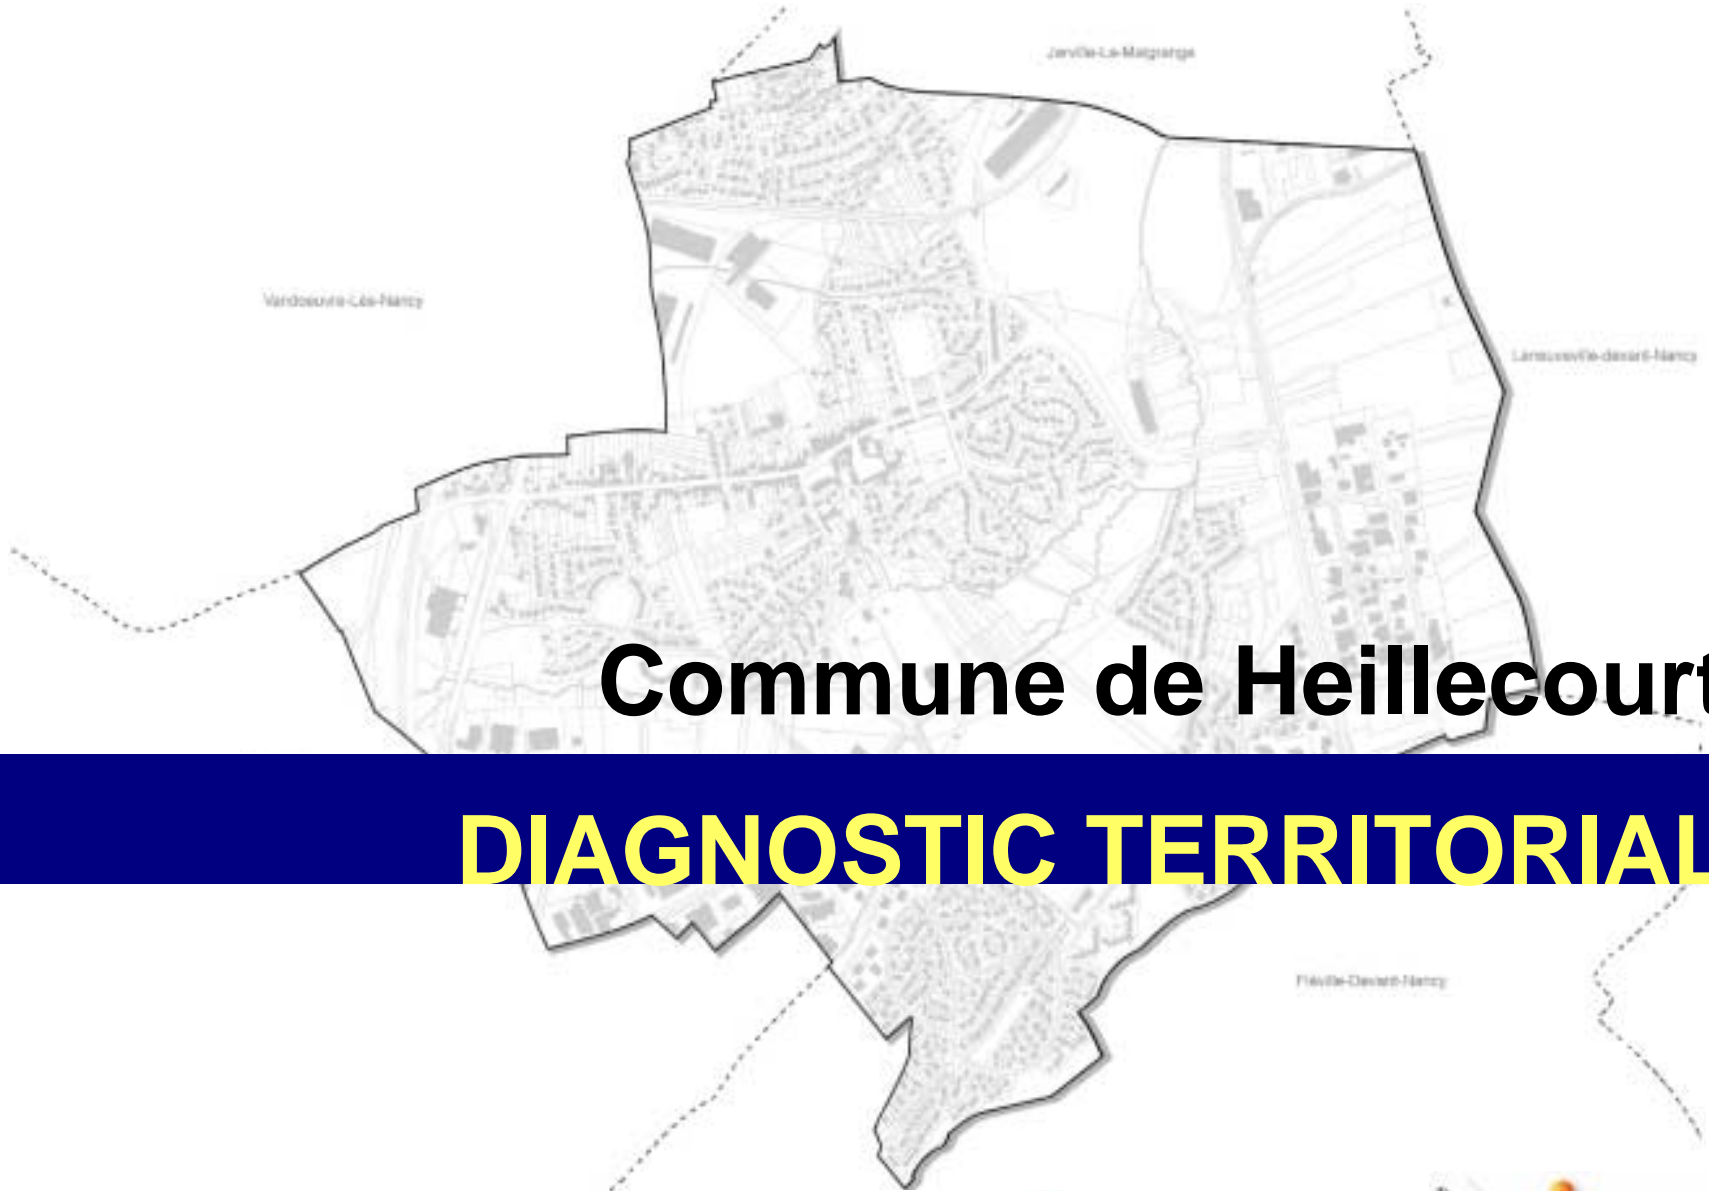 Jarville-La-Malgrange
Vandoeuvre-Lès-Nancy
Laneuveville-devant-Nancy
Commune de Heillecourt
DIAGNOSTIC TERRITORIAL
Fléville-Devant-Nancy